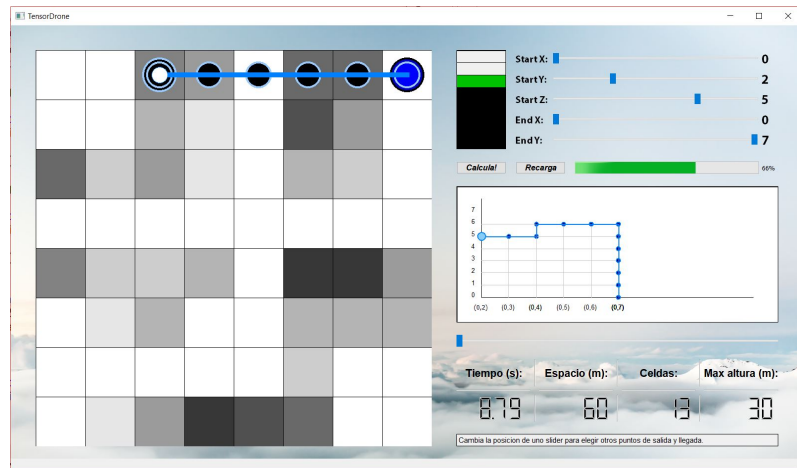 TensorDrone
Start X: 0
Start Y: 2
Start Z: 5
End X: 0
End Y: 7
Calcula! Recarga 66%
7
6
5
4
3
2
1
0
(0,2) (0,3) (0,4) (0,5) (0,6) (0,7)
Tiempo (s): Espacio (m): Celdas: Max altura (m):
8.79 60 13 30
Cambia la posicion de uno slider para elegir otros puntos de salida y llegada.